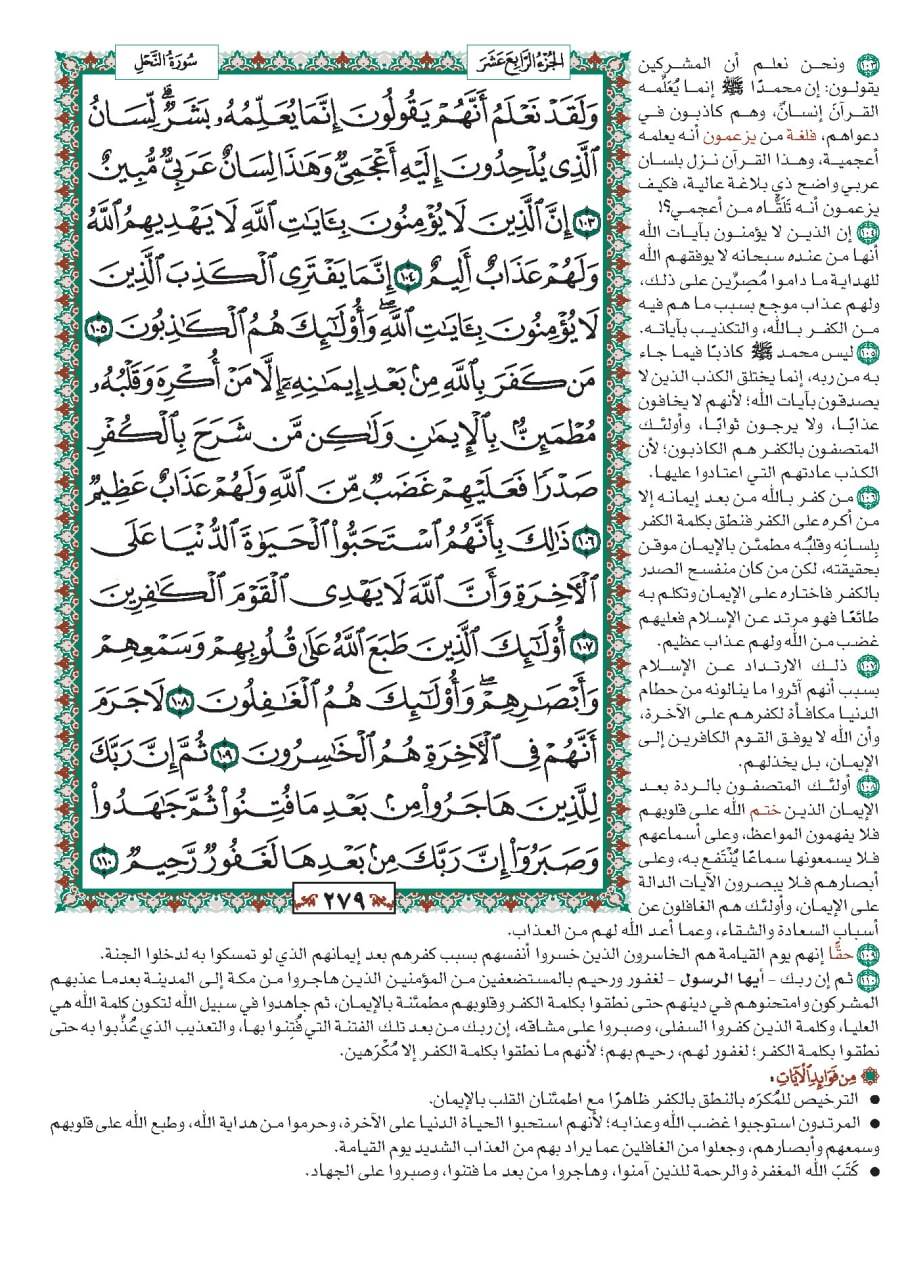 الجزء الرابع عشر
سورة النحل
وَلَقَدْ نَعْلَمُ أَنَّهُمْ يَقُولُونَ إِنَّمَا يُعَلِّمُهُۥ بَشَرٌۗ لِّسَانُ
ٱلَّذِي يُلْحِدُونَ إِلَيْهِ أَعْجَمِيٌّ وَهَٰذَا لِسَانٌ عَرَبِيٌّ مُّبِينٌ
١٠٣ إِنَّ ٱلَّذِينَ لَا يُؤْمِنُونَ بِـَٔايَٰتِ ٱللَّهِ لَا يَهْدِيهِمُ ٱللَّهُ
وَلَهُمْ عَذَابٌ أَلِيمٌ ١٠٤ إِنَّمَا يَفْتَرِي ٱلْكَذِبَ ٱلَّذِينَ
لَا يُؤْمِنُونَ بِـَٔايَٰتِ ٱللَّهِۖ وَأُوْلَٰٓئِكَ هُمُ ٱلْكَٰذِبُونَ ١٠٥
مَن كَفَرَ بِٱللَّهِ مِنۢ بَعْدِ إِيمَٰنِهِۦٓ إِلَّا مَنْ أُكْرِهَ وَقَلْبُهُۥ
مُطْمَئِنٌّۢ بِٱلْإِيمَٰنِ وَلَٰكِن مَّن شَرَحَ بِٱلْكُفْرِ
صَدْرًا فَعَلَيْهِمْ غَضَبٌ مِّنَ ٱللَّهِ وَلَهُمْ عَذَابٌ عَظِيمٌ
١٠٦ ذَٰلِكَ بِأَنَّهُمُ ٱسْتَحَبُّواْ ٱلْحَيَوٰةَ ٱلدُّنْيَا عَلَى
ٱلْأٓخِرَةِ وَأَنَّ ٱللَّهَ لَا يَهْدِي ٱلْقَوْمَ ٱلْكَٰفِرِينَ
١٠٧ أُوْلَٰٓئِكَ ٱلَّذِينَ طَبَعَ ٱللَّهُ عَلَىٰ قُلُوبِهِمْ وَسَمْعِهِمْ
وَأَبْصَٰرِهِمْۖ وَأُوْلَٰٓئِكَ هُمُ ٱلْغَٰفِلُونَ ١٠٨ لَا جَرَمَ
أَنَّهُمْ فِي ٱلْأٓخِرَةِ هُمُ ٱلْخَٰسِرُونَ ١٠٩ ثُمَّ إِنَّ رَبَّكَ
لِلَّذِينَ هَاجَرُواْ مِنۢ بَعْدِ مَا فُتِنُواْ ثُمَّ جَٰهَدُواْ
وَصَبَرُوٓاْ إِنَّ رَبَّكَ مِنۢ بَعْدِهَا لَغَفُورٌ رَّحِيمٌ ١١٠
٢٧٩
١٠٣ ونحن نعلم أن المشركين
يقولون: إن محمدًا ﷺ إنما يُعَلِّمه
القرآنَ إنسانٌ، وهم كاذبون في
دعواهم، فلغة من يزعمون أنه يعلمه
أعجمية، وهذا القرآن نزل بلسان
عربي واضح ذي بلاغة عالية، فكيف
يزعمون أنه تَلَقَّاه من أعجمي؟!
١٠٤ إن الذين لا يؤمنون بآيات الله
أنها من عنده سبحانه لا يوفقهم الله
للهداية ما داموا مُصِرِّين على ذلك،
ولهم عذاب موجع بسبب ما هم فيه
من الكفر بالله، والتكذيب بآياته.
١٠٥ ليس محمد ﷺ كاذبًا فيما جاء
به من ربه، إنما يختلق الكذب الذين لا
يصدقون بآيات الله؛ لأنهم لا يخافون
عذابًا، ولا يرجون ثوابًا، وأولئك
المتصفون بالكفر هم الكاذبون؛ لأن
الكذب عادتهم التي اعتادوا عليها.
١٠٦ من كفر بالله من بعد إيمانه إلا
من أكره على الكفر فنطق بكلمة الكفر
بِلسانه وقلبُه مطمئن بالإيمان موقن
بحقيقته، لكن من كان منفسح الصدر
بالكفر فاختاره على الإيمان وتكلم به
طائعًا فهو مرتد عن الإسلام فعليهم
غضب من الله ولهم عذاب عظيم.
١٠٧ ذلك الارتداد عن الإسلام
بسبب أنهم آثروا ما ينالونه من حطام
الدنيا مكافأة لكفرهم على الآخرة،
وأن الله لا يوفق القوم الكافرين إلى
الإيمان، بل يخذلهم.
١٠٨ أولئك المتصفون بالردة بعد
الإيمان الذين ختم الله على قلوبهم
فلا يفهمون المواعظ، وعلى أسماعهم
فلا يسمعونها سماعًا يُنْتَفع به، وعلى
أبصارهم فلا يبصرون الآيات الدالة
على الإيمان، وأولئك هم الغافلون عن
أسباب السعادة والشقاء، وعما أعد الله لهم من العذاب.
١٠٩ حقًّا إنهم يوم القيامة هم الخاسرون الذين خسروا أنفسهم بسبب كفرهم بعد إيمانهم الذي لو تمسكوا به لدخلوا الجنة.
١١٠ ثم إن ربك - أيها الرسول - لغفور ورحيم بالمستضعفين من المؤمنين الذين هاجروا من مكة إلى المدينة بعدما عذبهم
المشركون وامتحنوهم في دينهم حتى نطقوا بكلمة الكفر وقلوبهم مطمئنة بالإيمان، ثم جاهدوا في سبيل الله لتكون كلمة الله هي
العليا، وكلمة الذين كفروا السفلى، وصبروا على مشاقه، إن ربك من بعد تلك الفتنة التي فُتِنوا بها، والتعذيب الذي عُذِّبوا به حتى
نطقوا بكلمة الكفر؛ لغفور لهم، رحيم بهم؛ لأنهم ما نطقوا بكلمة الكفر إلا مُكْرَهين.
من فوائد الآيات:
• الترخيص للمُكرَه بالنطق بالكفر ظاهرًا مع اطمئنان القلب بالإيمان.
• المرتدون استوجبوا غضب الله وعذابه؛ لأنهم استحبوا الحياة الدنيا على الآخرة، وحرموا من هداية الله، وطبع الله على قلوبهم
وسمعهم وأبصارهم، وجعلوا من الغافلين عما يراد بهم من العذاب الشديد يوم القيامة.
• كَتَبَ الله المغفرة والرحمة للذين آمنوا، وهاجروا من بعد ما فتنوا، وصبروا على الجهاد.